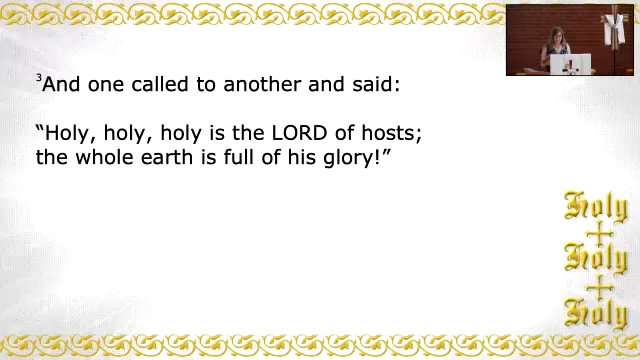 ³And one called to another and said:
“Holy, holy, holy is the LORD of hosts;
the whole earth is full of his glory!”
Holy
Holy
Holy